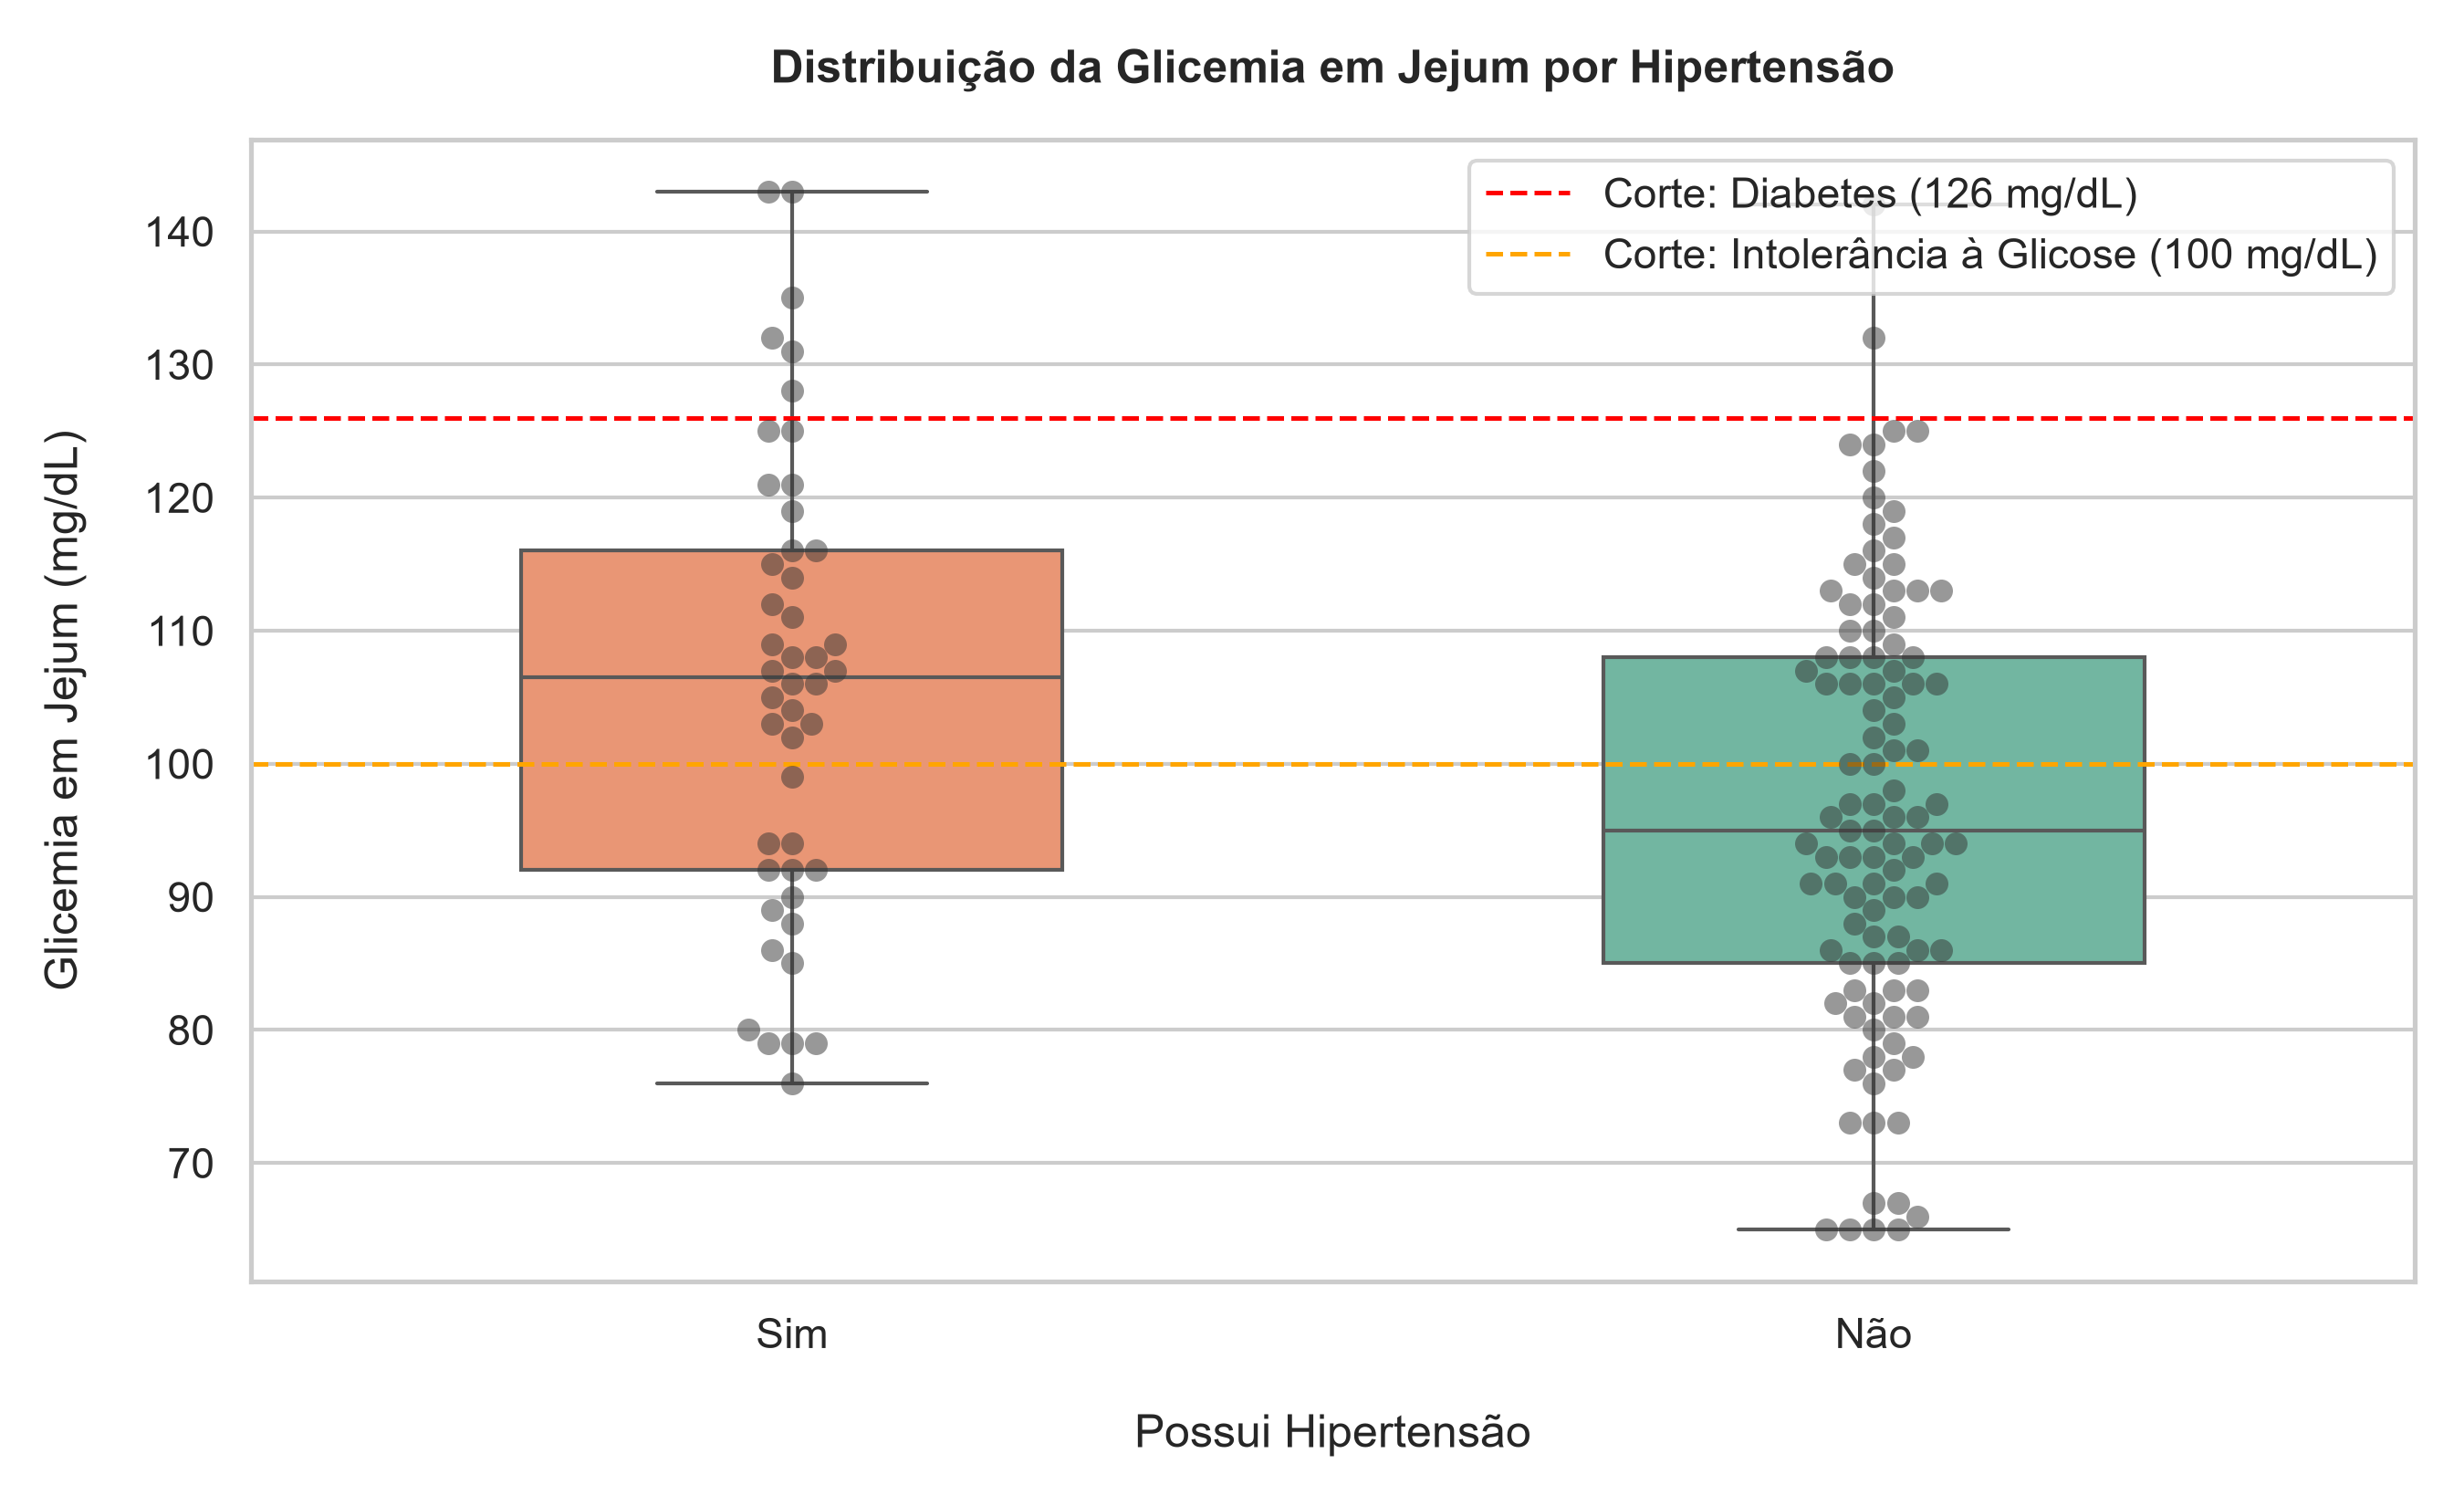 Distribuição da Glicemia em Jejum por Hipertensão
Corte: Diabetes (126 mg/dL)
Corte: Intolerância à Glicose (100 mg/dL)
Glicemia em Jejum (mg/dL)
140
130
120
110
100
90
80
70
Sim
Não
Possui Hipertensão